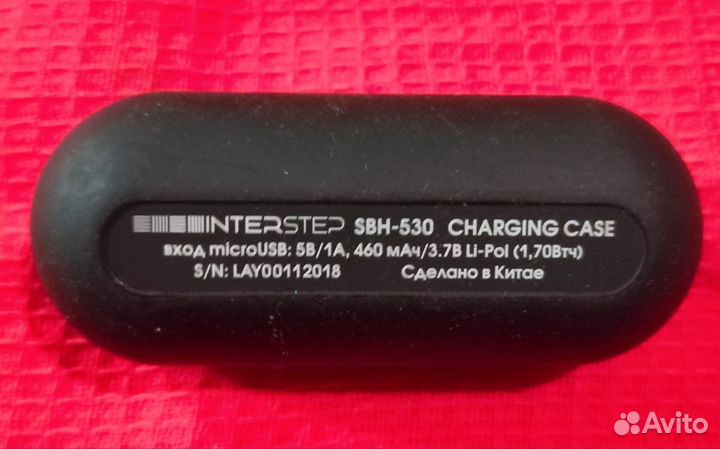 INTERSTEP SBH-530 CHARGING CASE
вход microUSB: 5В/1А, 460 мАч/3.7В Li-Pol (1,70Втч)
S/N: LAY00112018 Сделано в Китае
Avito